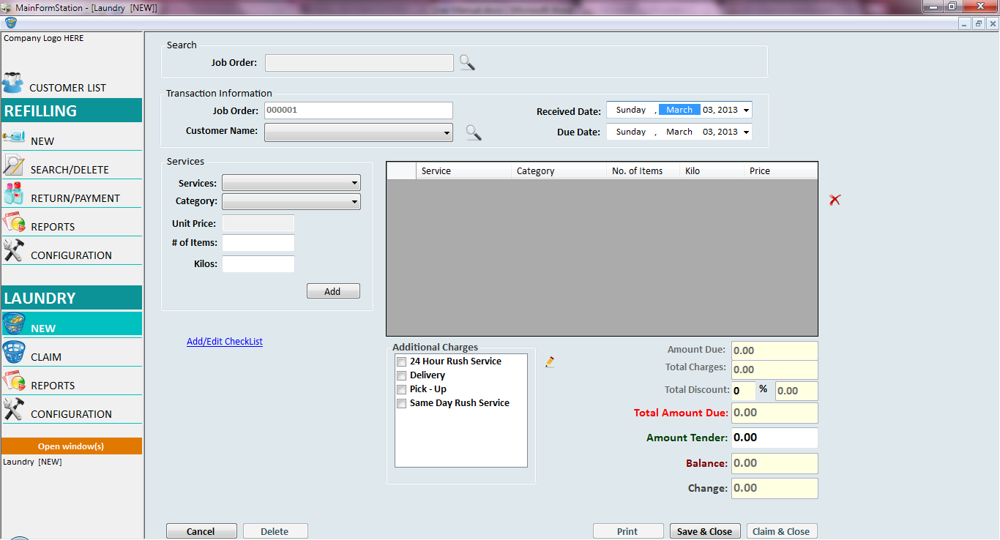 MainFormStation - [Laundry [NEW]]
Company Logo HERE
CUSTOMER LIST
REFILLING
NEW
SEARCH/DELETE
RETURN/PAYMENT
REPORTS
CONFIGURATION
LAUNDRY
NEW
CLAIM
REPORTS
CONFIGURATION
Open window(s)
Laundry [NEW]
Search
Job Order:
Transaction Information
Job Order: 000001
Customer Name:
Received Date: Sunday , March 03, 2013
Due Date: Sunday , March 03, 2013
Services
Services:
Category:
Unit Price:
# of Items:
Kilos:
Add
Add/Edit CheckList
Service Category No. of Items Kilo Price
Additional Charges
24 Hour Rush Service
Delivery
Pick - Up
Same Day Rush Service
Amount Due: 0.00
Total Charges: 0.00
Total Discount: 0 % 0.00
Total Amount Due: 0.00
Amount Tender: 0.00
Balance: 0.00
Change: 0.00
Cancel Delete Print Save & Close Claim & Close